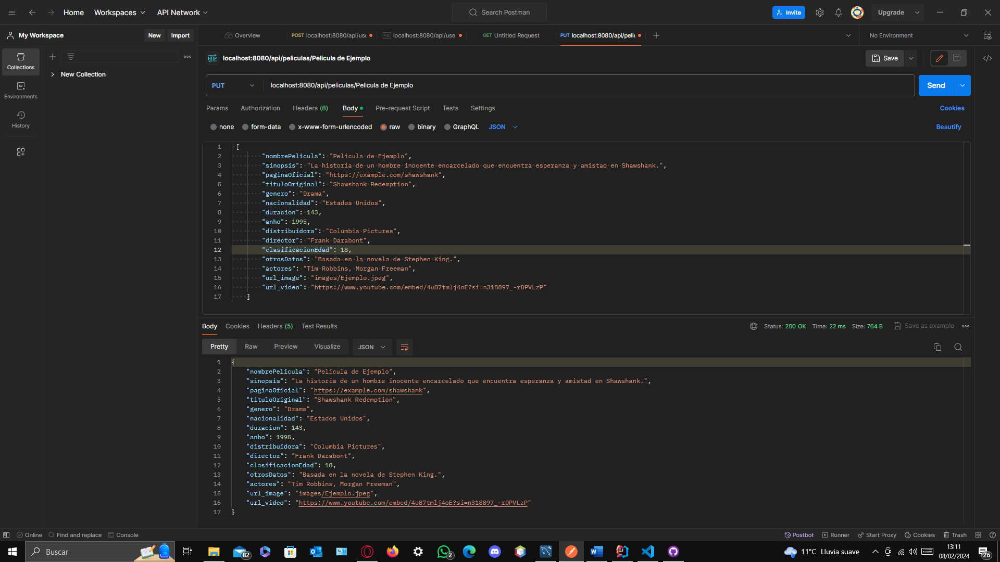 Home Workspaces API Network Search Postman Invite Upgrade
My Workspace New Import Overview POST localhost:8080/api/us localhost:8080/api/use. GET Untitled Request PUT localhost:8080/api/pelic No Environment
Collections
Environments
History
New Collection
HTTP localhost:8080/api/peliculas/Pelicula de Ejemplo Save
PUT localhost:8080/api/peliculas/Pelicula de Ejemplo Send
Params Authorization Headers (8) Body Pre-request Script Tests Settings Cookies
none form-data x-www-form-urlencoded raw binary GraphQL JSON Beautify
1 {
2 "nombrePelicula": "Pelicula de Ejemplo",
3 "sinopsis": "La historia de un hombre inocente encarcelado que encuentra esperanza y amistad en Shawshank.",
4 "paginaOficial": "https://example.com/shawshank",
5 "tituloOriginal": "Shawshank Redemption",
6 "genero": "Drama",
7 "nacionalidad": "Estados Unidos",
8 "duracion": 143,
9 "anho": 1995,
10 "distribuidora": "Columbia Pictures",
11 "director": "Frank Darabont",
12 "clasificacionEdad": 18,
13 "otrosDatos": "Basada en la novela de Stephen King.",
14 "actores": "Tim Robbins, Morgan Freeman",
15 "url_image": "images/Ejemplo.jpeg",
16 "url_video": "https://www.youtube.com/embed/4u87tmlj4oE?si=n318897_-rDPVLzP"
17 }
Body Cookies Headers (5) Test Results Status: 200 OK Time: 22 ms Size: 764 B Save as example
Pretty Raw Preview Visualize JSON
1 {
2 "nombrePelicula": "Pelicula de Ejemplo",
3 "sinopsis": "La historia de un hombre inocente encarcelado que encuentra esperanza y amistad en Shawshank.",
4 "paginaOficial": "https://example.com/shawshank",
5 "tituloOriginal": "Shawshank Redemption",
6 "genero": "Drama",
7 "nacionalidad": "Estados Unidos",
8 "duracion": 143,
9 "anho": 1995,
10 "distribuidora": "Columbia Pictures",
11 "director": "Frank Darabont",
12 "clasificacionEdad": 18,
13 "otrosDatos": "Basada en la novela de Stephen King.",
14 "actores": "Tim Robbins, Morgan Freeman",
15 "url_image": "images/Ejemplo.jpeg",
16 "url_video": "https://www.youtube.com/embed/4u87tmlj4oE?si=n318897_-rDPVLzP"
17 }
Online Find and replace Console Postbot Runner Start Proxy Cookies Trash
Buscar 82 2 11°C Lluvia suave 13:11
08/02/2024 26